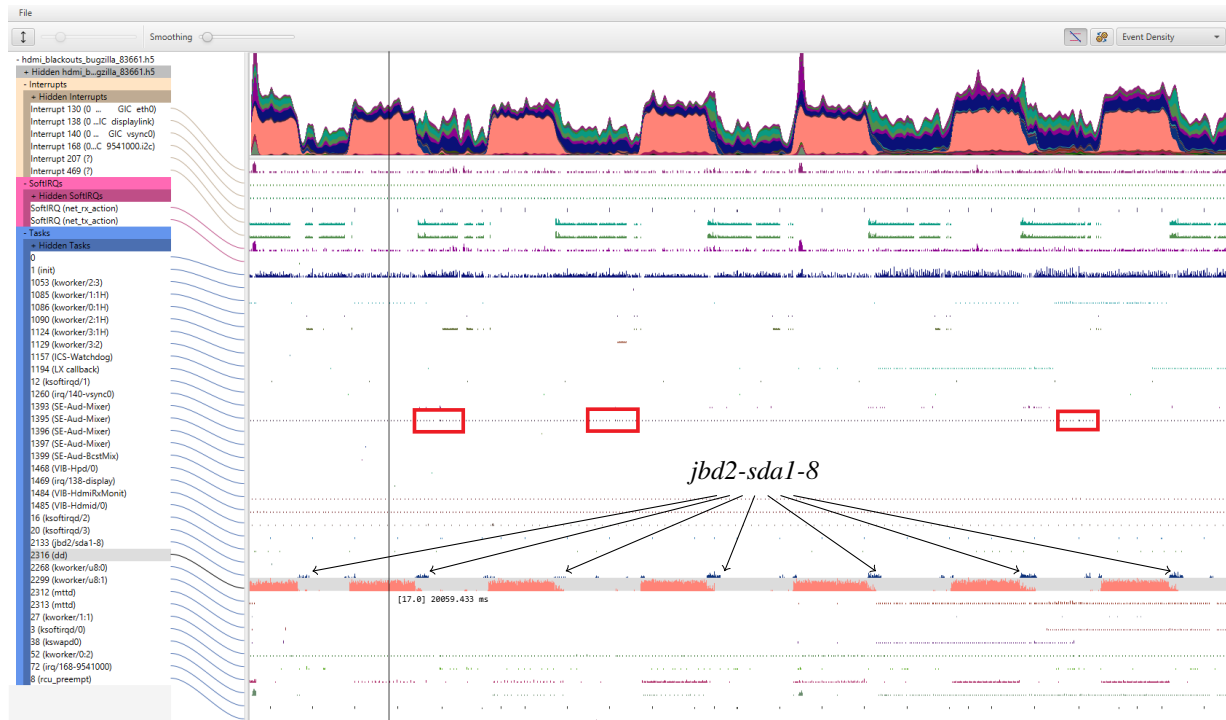 File
Smoothing
Event Density
- hdmi_blackouts_bugzilla_83661.h5
+ Hidden hdmi_b...gzilla_83661.h5
- Interrupts
+ Hidden Interrupts
Interrupt 130 (0 ... GIC eth0)
Interrupt 138 (0 ...IC displaylink)
Interrupt 140 (0 ... GIC vsync0)
Interrupt 168 (0...C 9541000.i2c)
Interrupt 207 (?)
Interrupt 469 (?)
- SoftIRQs
+ Hidden SoftIRQs
SoftIRQ (net_rx_action)
SoftIRQ (net_tx_action)
- Tasks
+ Hidden Tasks
0
1 (init)
1053 (kworker/2:3)
1085 (kworker/1:1H)
1086 (kworker/0:1H)
1090 (kworker/2:1H)
1124 (kworker/3:1H)
1129 (kworker/3:2)
1157 (ICS-Watchdog)
1194 (LX callback)
12 (ksoftirqd/1)
1260 (irq/140-vsync0)
1393 (SE-Aud-Mixer)
1395 (SE-Aud-Mixer)
1396 (SE-Aud-Mixer)
1397 (SE-Aud-Mixer)
1399 (SE-Aud-BcstMix)
1468 (VIB-Hpd/0)
1469 (irq/138-display)
1484 (VIB-HdmiRxMonit)
1485 (VIB-Hdmid/0)
16 (ksoftirqd/2)
20 (ksoftirqd/3)
2133 (jbd2/sda1-8)
2316 (dd)
2268 (kworker/u8:0)
2299 (kworker/u8:1)
2312 (mttd)
2313 (mttd)
27 (kworker/1:1)
3 (ksoftirqd/0)
38 (kswapd0)
52 (kworker/0:2)
72 (irq/168-9541000)
8 (rcu_preempt)
jbd2-sda1-8
[17.0] 20059.433 ms